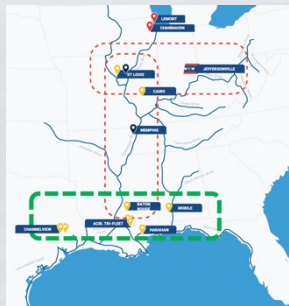 LEMONT
CHANNAHON
ST LOUIS
JEFFERSONVILLE
CAIRO
MEMPHIS
BATON
ROUGE
MOBILE
ACBL TRI-FLEET
CHANNELVIEW
HARAHAN